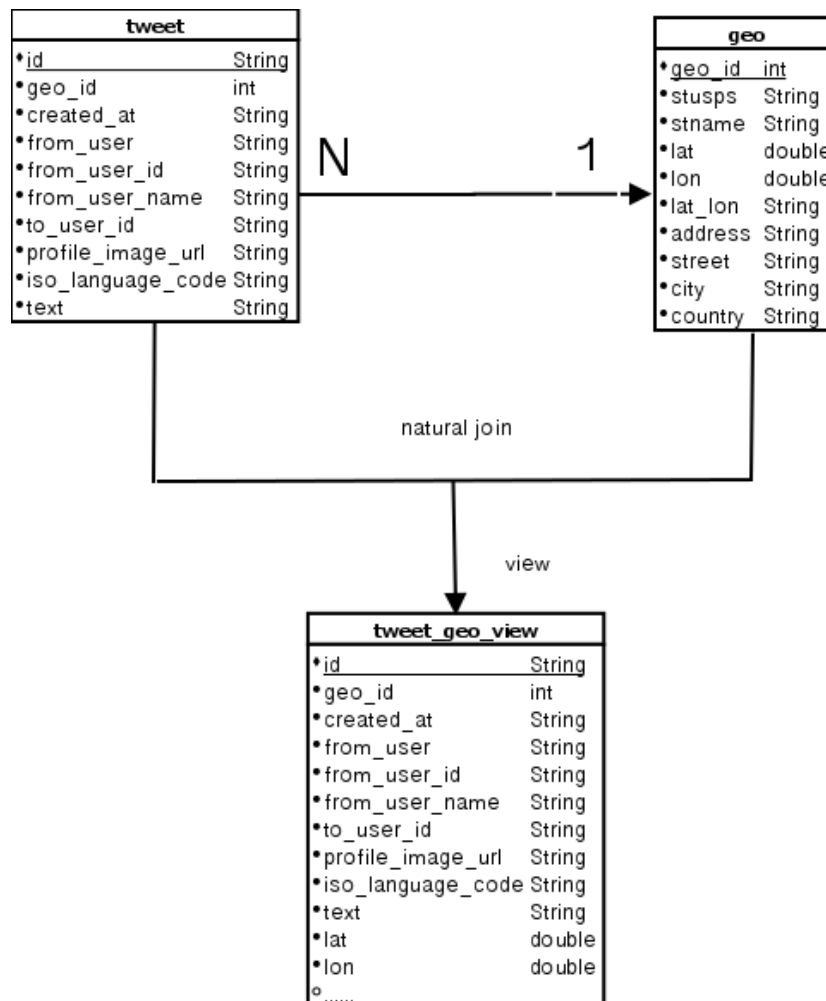 tweet
id String
geo_id int
created_at String
from_user String
from_user_id String
from_user_name String
to_user_id String
profile_image_url String
iso_language_code String
text String
N
1
geo
geo_id int
stusps String
stname String
lat double
lon double
lat_lon String
address String
street String
city String
country String
natural join
view
tweet_geo_view
id String
geo_id int
created_at String
from_user String
from_user_id String
from_user_name String
to_user_id String
profile_image_url String
iso_language_code String
text String
lat double
lon double
.....